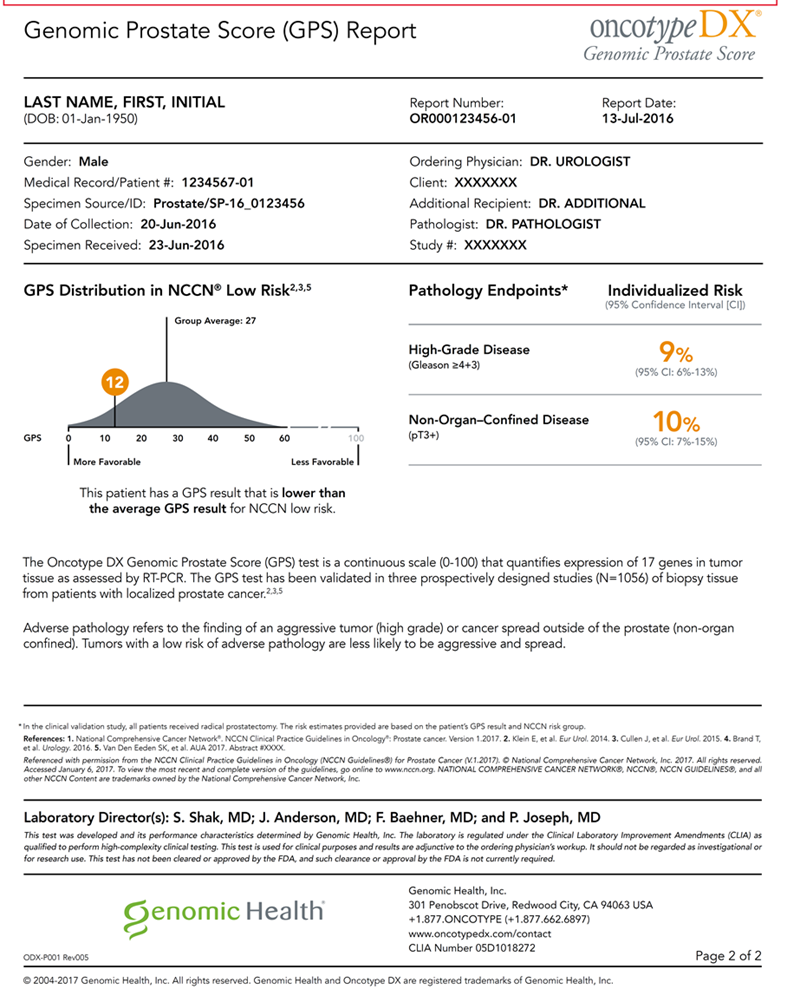 Genomic Prostate Score (GPS) Report
oncotypeDX®
Genomic Prostate Score
LAST NAME, FIRST, INITIAL
(DOB: 01-Jan-1950)
Report Number:
OR000123456-01
Report Date:
13-Jul-2016
Gender: Male
Medical Record/Patient #: 1234567-01
Specimen Source/ID: Prostate/SP-16_0123456
Date of Collection: 20-Jun-2016
Specimen Received: 23-Jun-2016
Ordering Physician: DR. UROLOGIST
Client: XXXXXXX
Additional Recipient: DR. ADDITIONAL
Pathologist: DR. PATHOLOGIST
Study #: XXXXXXX
GPS Distribution in NCCN® Low Risk2,3,5
Group Average: 27
12
GPS 0 10 20 30 40 50 60 100
More Favorable Less Favorable
This patient has a GPS result that is lower than
the average GPS result for NCCN low risk.
Pathology Endpoints* Individualized Risk
(95% Confidence Interval [CI])
High-Grade Disease
(Gleason ≥4+3)
9%
(95% CI: 6%-13%)
Non-Organ–Confined Disease
(pT3+)
10%
(95% CI: 7%-15%)
The Oncotype DX Genomic Prostate Score (GPS) test is a continuous scale (0-100) that quantifies expression of 17 genes in tumor
tissue as assessed by RT-PCR. The GPS test has been validated in three prospectively designed studies (N=1056) of biopsy tissue
from patients with localized prostate cancer.2,3,5
Adverse pathology refers to the finding of an aggressive tumor (high grade) or cancer spread outside of the prostate (non-organ
confined). Tumors with a low risk of adverse pathology are less likely to be aggressive and spread.
* In the clinical validation study, all patients received radical prostatectomy. The risk estimates provided are based on the patient's GPS result and NCCN risk group.
References: 1. National Comprehensive Cancer Network®. NCCN Clinical Practice Guidelines in Oncology®: Prostate cancer. Version 1.2017. 2. Klein E, et al. Eur Urol. 2014. 3. Cullen J, et al. Eur Urol. 2015. 4. Brand T,
et al. Urology. 2016. 5. Van Den Eeden SK, et al. AUA 2017. Abstract #XXXX.
Referenced with permission from the NCCN Clinical Practice Guidelines in Oncology (NCCN Guidelines®) for Prostate Cancer (V.1.2017). © National Comprehensive Cancer Network, Inc. 2017. All rights reserved.
Accessed January 6, 2017. To view the most recent and complete version of the guidelines, go online to www.nccn.org. NATIONAL COMPREHENSIVE CANCER NETWORK®, NCCN®, NCCN GUIDELINES®, and all
other NCCN Content are trademarks owned by the National Comprehensive Cancer Network, Inc.
Laboratory Director(s): S. Shak, MD; J. Anderson, MD; F. Baehner, MD; and P. Joseph, MD
This test was developed and its performance characteristics determined by Genomic Health, Inc. The laboratory is regulated under the Clinical Laboratory Improvement Amendments (CLIA) as
qualified to perform high-complexity clinical testing. This test is used for clinical purposes and results are adjunctive to the ordering physician's workup. It should not be regarded as investigational or
for research use. This test has not been cleared or approved by the FDA, and such clearance or approval by the FDA is not currently required.
Genomic Health®
Genomic Health, Inc.
301 Penobscot Drive, Redwood City, CA 94063 USA
+1.877.ONCOTYPE (+1.877.662.6897)
www.oncotypedx.com/contact
CLIA Number 05D1018272
ODX-P001 Rev005
Page 2 of 2
© 2004-2017 Genomic Health, Inc. All rights reserved. Genomic Health and Oncotype DX are registered trademarks of Genomic Health, Inc.